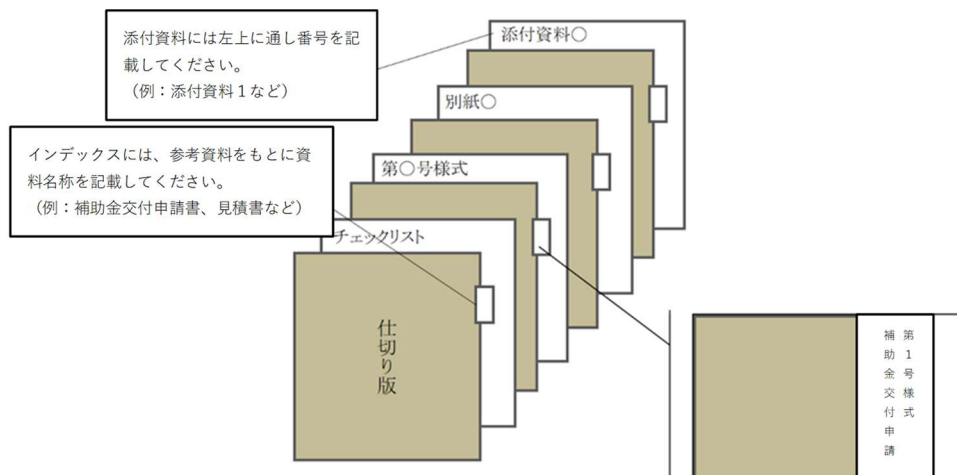 添付資料には左上に通し番号を記
載してください。
（例：添付資料１など）
添付資料〇
別紙〇
インデックスには、参考資料をもとに資
料名称を記載してください。
（例：補助金交付申請書、見積書など）
第〇号様式
チェックリスト
仕切り版
第１号様式
補助金交付申請